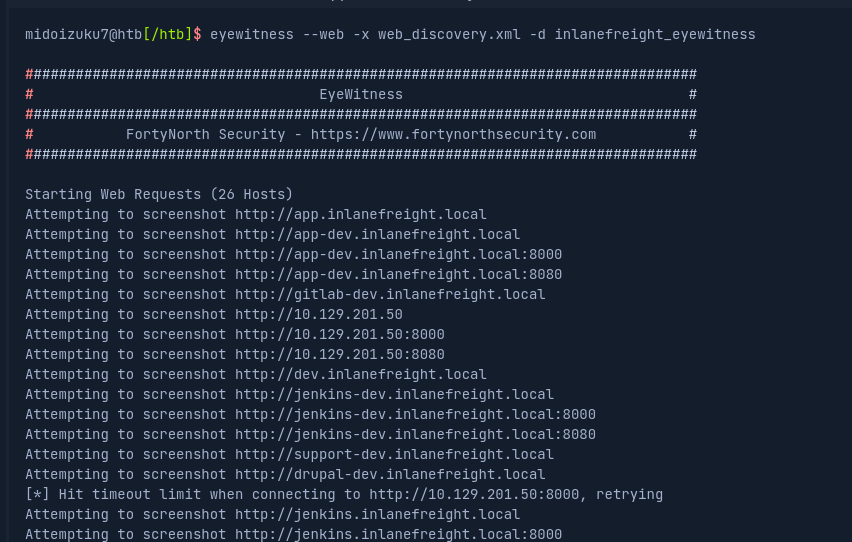 midoizuku7@htb[/htb]$ eyewitness --web -x web_discovery.xml -d inlanefreight_eyewitness
################################################################################
#                                  EyeWitness                                  #
################################################################################
#           FortyNorth Security - https://www.fortynorthsecurity.com           #
################################################################################
Starting Web Requests (26 Hosts)
Attempting to screenshot http://app.inlanefreight.local
Attempting to screenshot http://app-dev.inlanefreight.local
Attempting to screenshot http://app-dev.inlanefreight.local:8000
Attempting to screenshot http://app-dev.inlanefreight.local:8080
Attempting to screenshot http://gitlab-dev.inlanefreight.local
Attempting to screenshot http://10.129.201.50
Attempting to screenshot http://10.129.201.50:8000
Attempting to screenshot http://10.129.201.50:8080
Attempting to screenshot http://dev.inlanefreight.local
Attempting to screenshot http://jenkins-dev.inlanefreight.local
Attempting to screenshot http://jenkins-dev.inlanefreight.local:8000
Attempting to screenshot http://jenkins-dev.inlanefreight.local:8080
Attempting to screenshot http://support-dev.inlanefreight.local
Attempting to screenshot http://drupal-dev.inlanefreight.local
[*] Hit timeout limit when connecting to http://10.129.201.50:8000, retrying
Attempting to screenshot http://jenkins.inlanefreight.local
Attempting to screenshot http://jenkins.inlanefreight.local:8000